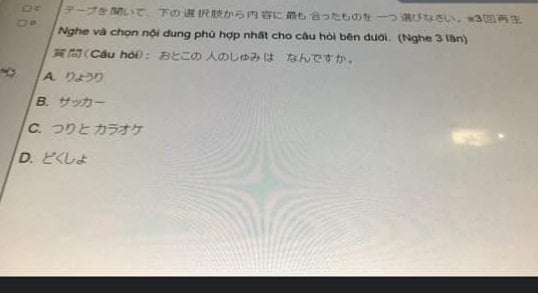 C
D
テープを聞いて、下の選択肢から内容に最も合ったものを一つ選びなさい。※3回再生
Nghe và chọn nội dung phù hợp nhất cho câu hỏi bên dưới. (Nghe 3 lần)
質問(Câu hỏi): おとこの人のしゅみは なんですか。
A. りょうり
B. サッカー
C. つりと カラオケ
D. どくしょ